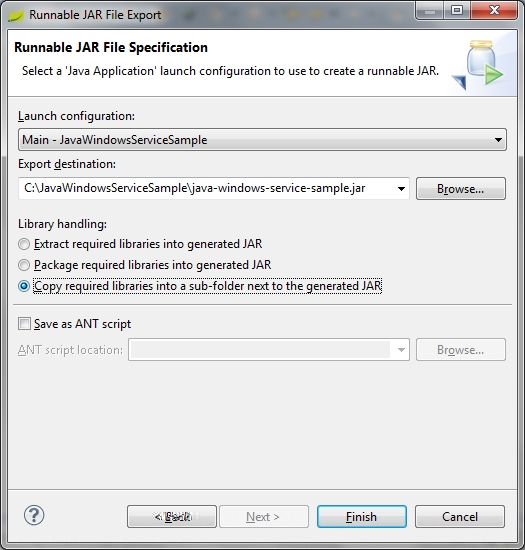 Runnable JAR File Export
Runnable JAR File Specification
Select a 'Java Application' launch configuration to use to create a runnable JAR.
Launch configuration:
Main - JavaWindowsServiceSample
Export destination:
C:\JavaWindowsServiceSample\java-windows-service-sample.jar
Browse...
Library handling:
Extract required libraries into generated JAR
Package required libraries into generated JAR
Copy required libraries into a sub-folder next to the generated JAR
Save as ANT script
ANT script location:
Browse...
? < Back Next > Finish Cancel